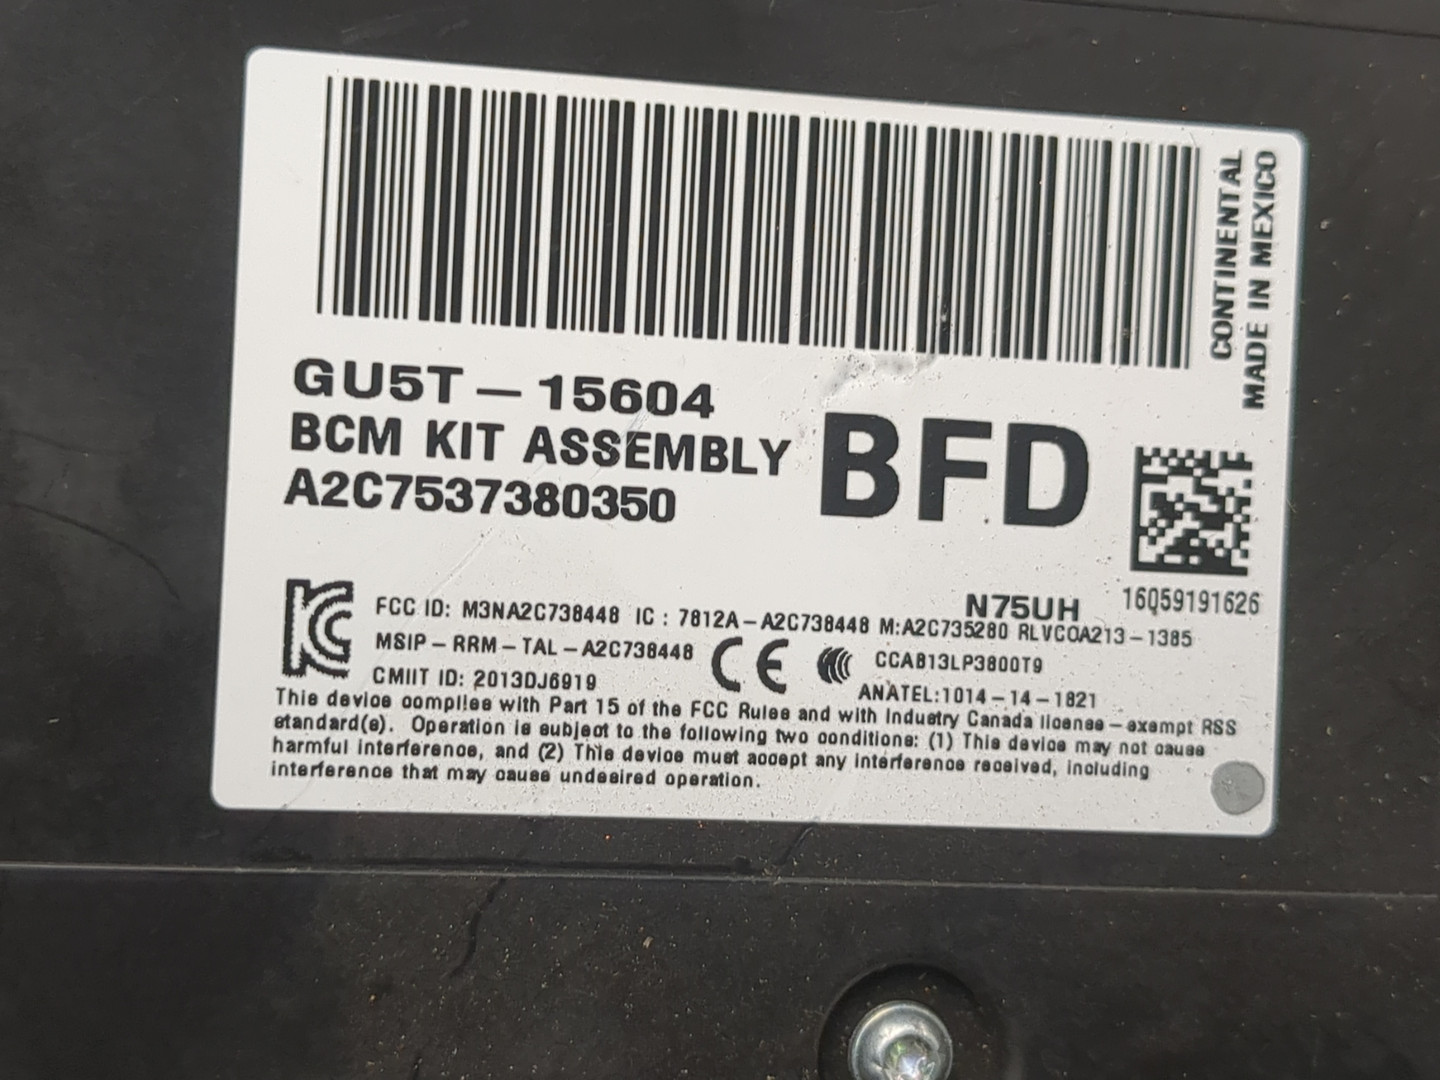 CONTINENTAL
MADE IN MEXICO
GU5T-15604
BCM KIT ASSEMBLY
BFD
A2C7537380350
N75UH
16Q59191626
FCC ID: M3NA2C738448 IC : 7812A-A2C738448 M:A2C735280 RLVCOA213-1385
MSIP-RRM-TAL-A2C738448 CE CCAB13LP3800T9
CMIIT ID: 2013DJ6919 ANATEL:1014-14-1821
This device complies with Part 15 of the FCC Rules and with Industry Canada license-exempt RSS
standard(s). Operation is subject to the following two conditions: (1) This device may not cause
harmful interference, and (2) This device must accept any interference received, including
interference that may cause undesired operation.